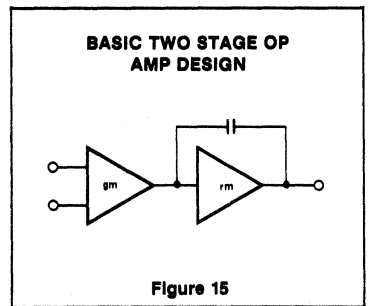 BASIC TWO STAGE OP
AMP DESIGN
gm
rm
Figure 15